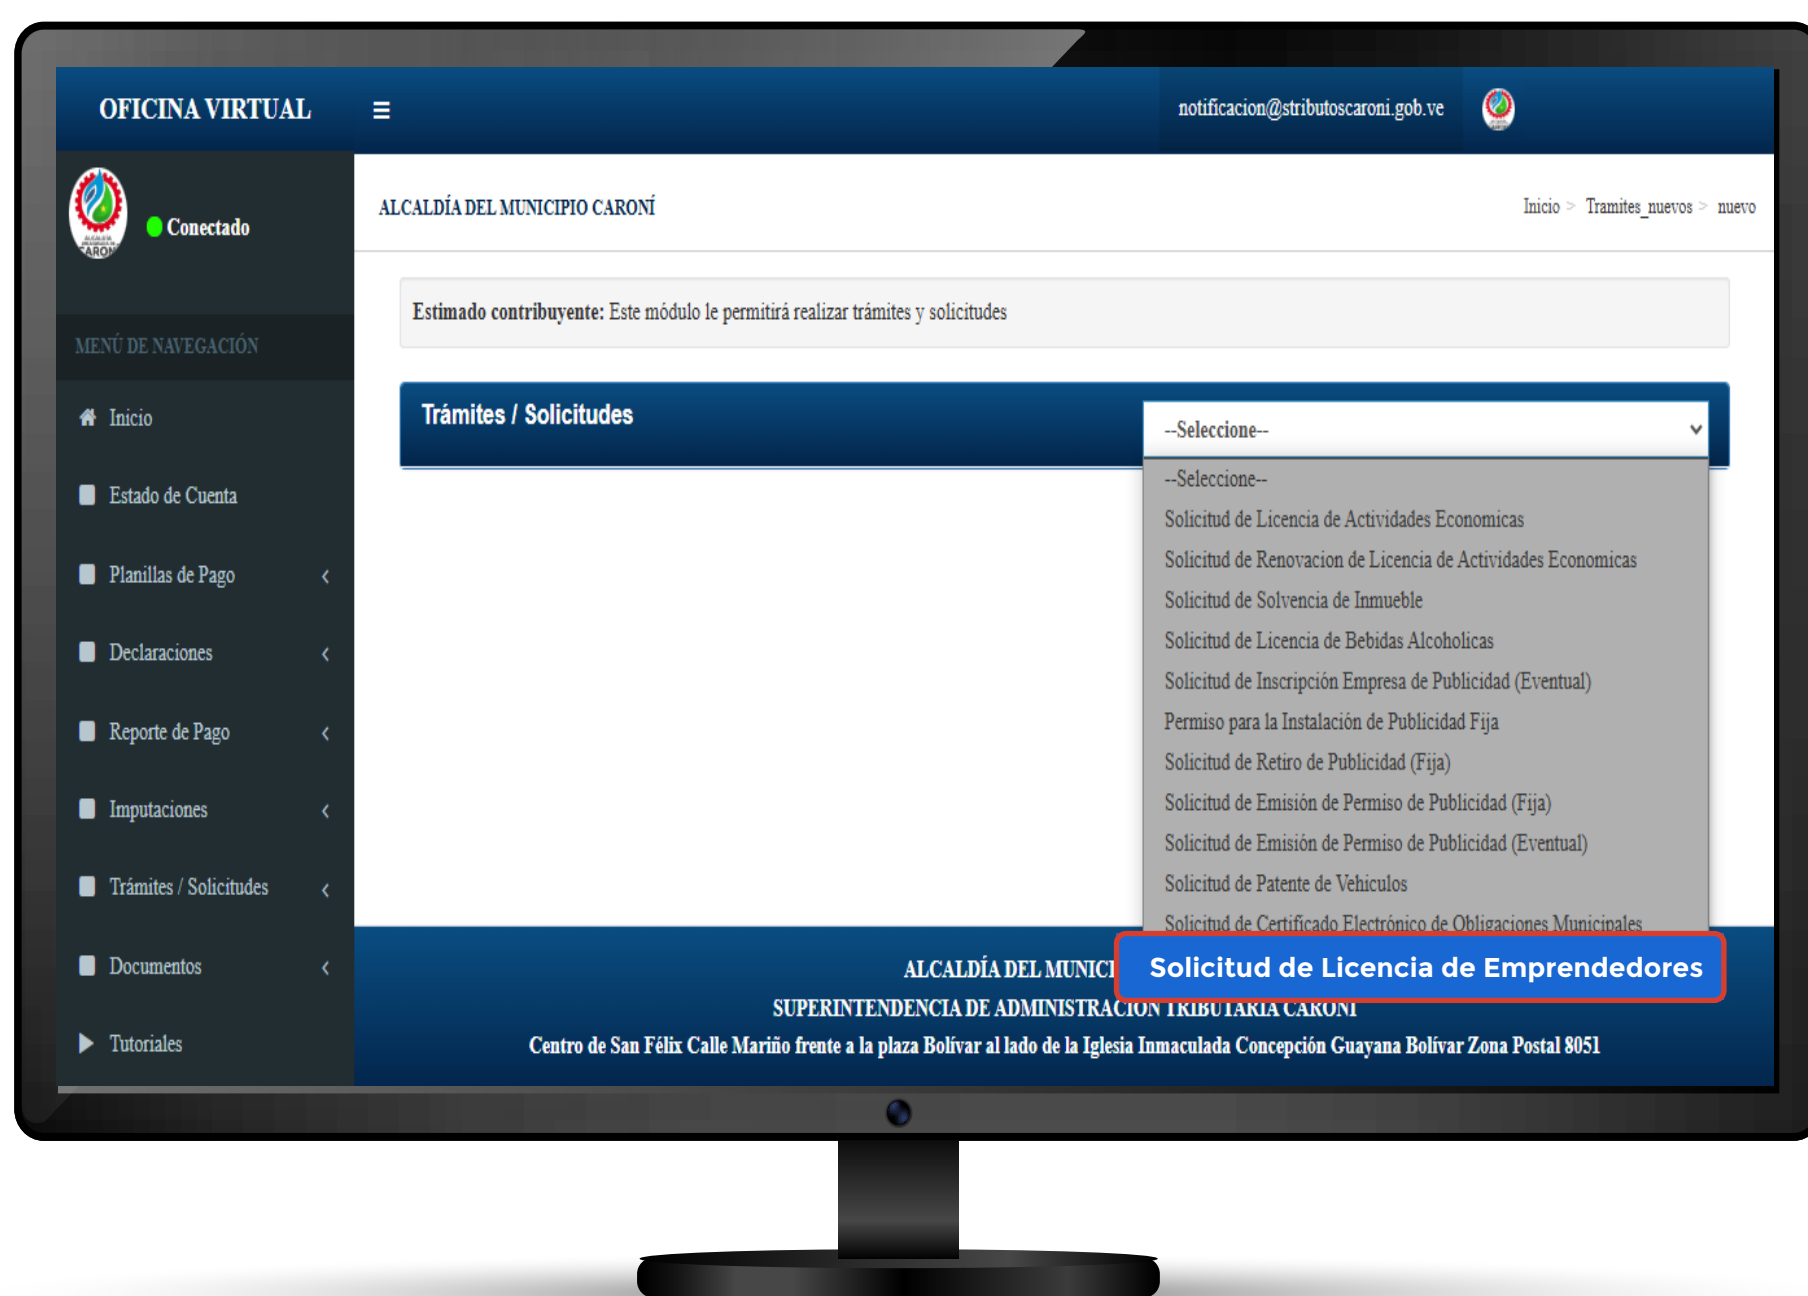 OFICINA VIRTUAL
notificacion@stributoscaroni.gob.ve
CARONI
Conectado
ALCALDÍA DEL MUNICIPIO CARONÍ
Inicio > Tramites_nuevos > nuevo
Estimado contribuyente: Este módulo le permitirá realizar trámites y solicitudes
MENÚ DE NAVEGACIÓN
Inicio
Estado de Cuenta
Planillas de Pago
Declaraciones
Reporte de Pago
Imputaciones
Trámites / Solicitudes
Documentos
Tutoriales
Trámites / Solicitudes
--Seleccione--
--Seleccione--
Solicitud de Licencia de Actividades Economicas
Solicitud de Renovacion de Licencia de Actividades Economicas
Solicitud de Solvencia de Inmueble
Solicitud de Licencia de Bebidas Alcoholicas
Solicitud de Inscripción Empresa de Publicidad (Eventual)
Permiso para la Instalación de Publicidad Fija
Solicitud de Retiro de Publicidad (Fija)
Solicitud de Emisión de Permiso de Publicidad (Fija)
Solicitud de Emisión de Permiso de Publicidad (Eventual)
Solicitud de Patente de Vehiculos
Solicitud de Certificado Electrónico de Obligaciones Municipales
Solicitud de Licencia de Emprendedores
ALCALDÍA DEL MUNICI
SUPERINTENDENCIA DE ADMINISTRACIÓN TRIBUTARIA CARONÍ
Centro de San Félix Calle Mariño frente a la plaza Bolívar al lado de la Iglesia Inmaculada Concepción Guayana Bolívar Zona Postal 8051